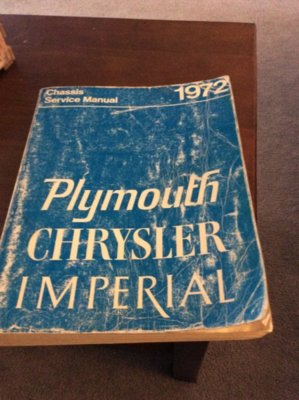 Chassis
Service Manual
1972
Plymouth
CHRYSLER
IMPERIAL